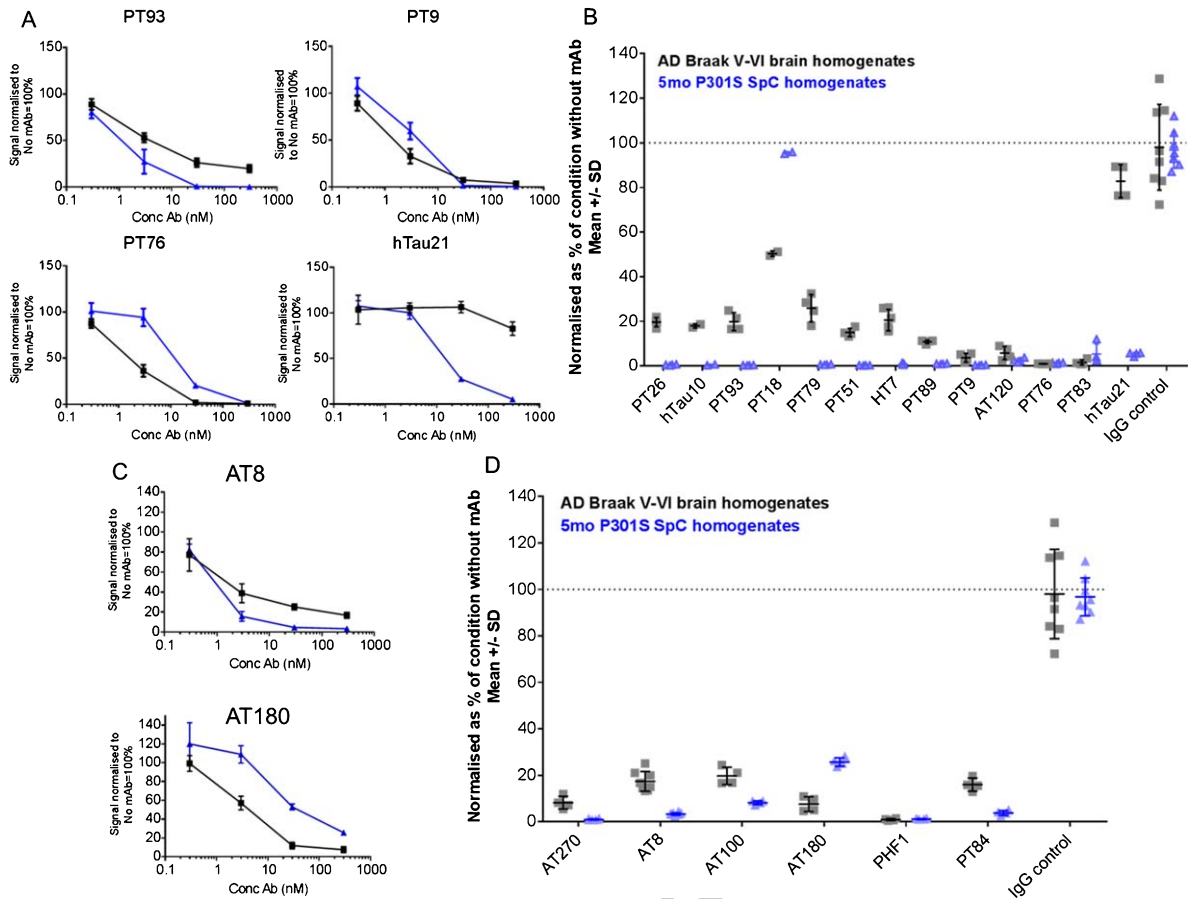 A
PT93
Signal normalised to
No mAb=100%
150
100
50
0
0.1
1
10
100
1000
Conc Ab (nM)
PT9
Signal normalised
to No mAb=100%
150
100
50
0
0.1
1
10
100
1000
Conc Ab (nM)
PT76
Signal normalised to
No mAb=100%
150
100
50
0
0.1
1
10
100
1000
Conc Ab (nM)
hTau21
Signal normalised to
No mAb=100%
150
100
50
0
0.1
1
10
100
1000
Conc Ab (nM)
B
Normalised as % of condition without mAb
Mean +/- SD
AD Braak V-VI brain homogenates
5mo P301S SpC homogenates
140
120
100
80
60
40
20
0
PT26
hTau10
PT93
PT18
PT79
PT51
HT7
PT89
PT9
AT120
PT76
PT83
hTau21
IgG control
C
AT8
Signal normalised to
No mAb=100%
140
120
100
80
60
40
20
0
0.1
1
10
100
1000
Conc Ab (nM)
AT180
Signal normalised to
No mAb=100%
140
120
100
80
60
40
20
0
0.1
1
10
100
1000
Conc Ab (nM)
D
Normalised as % of condition without mAb
Mean +/- SD
AD Braak V-VI brain homogenates
5mo P301S SpC homogenates
140
120
100
80
60
40
20
0
AT270
AT8
AT100
AT180
PHF1
PT84
IgG control